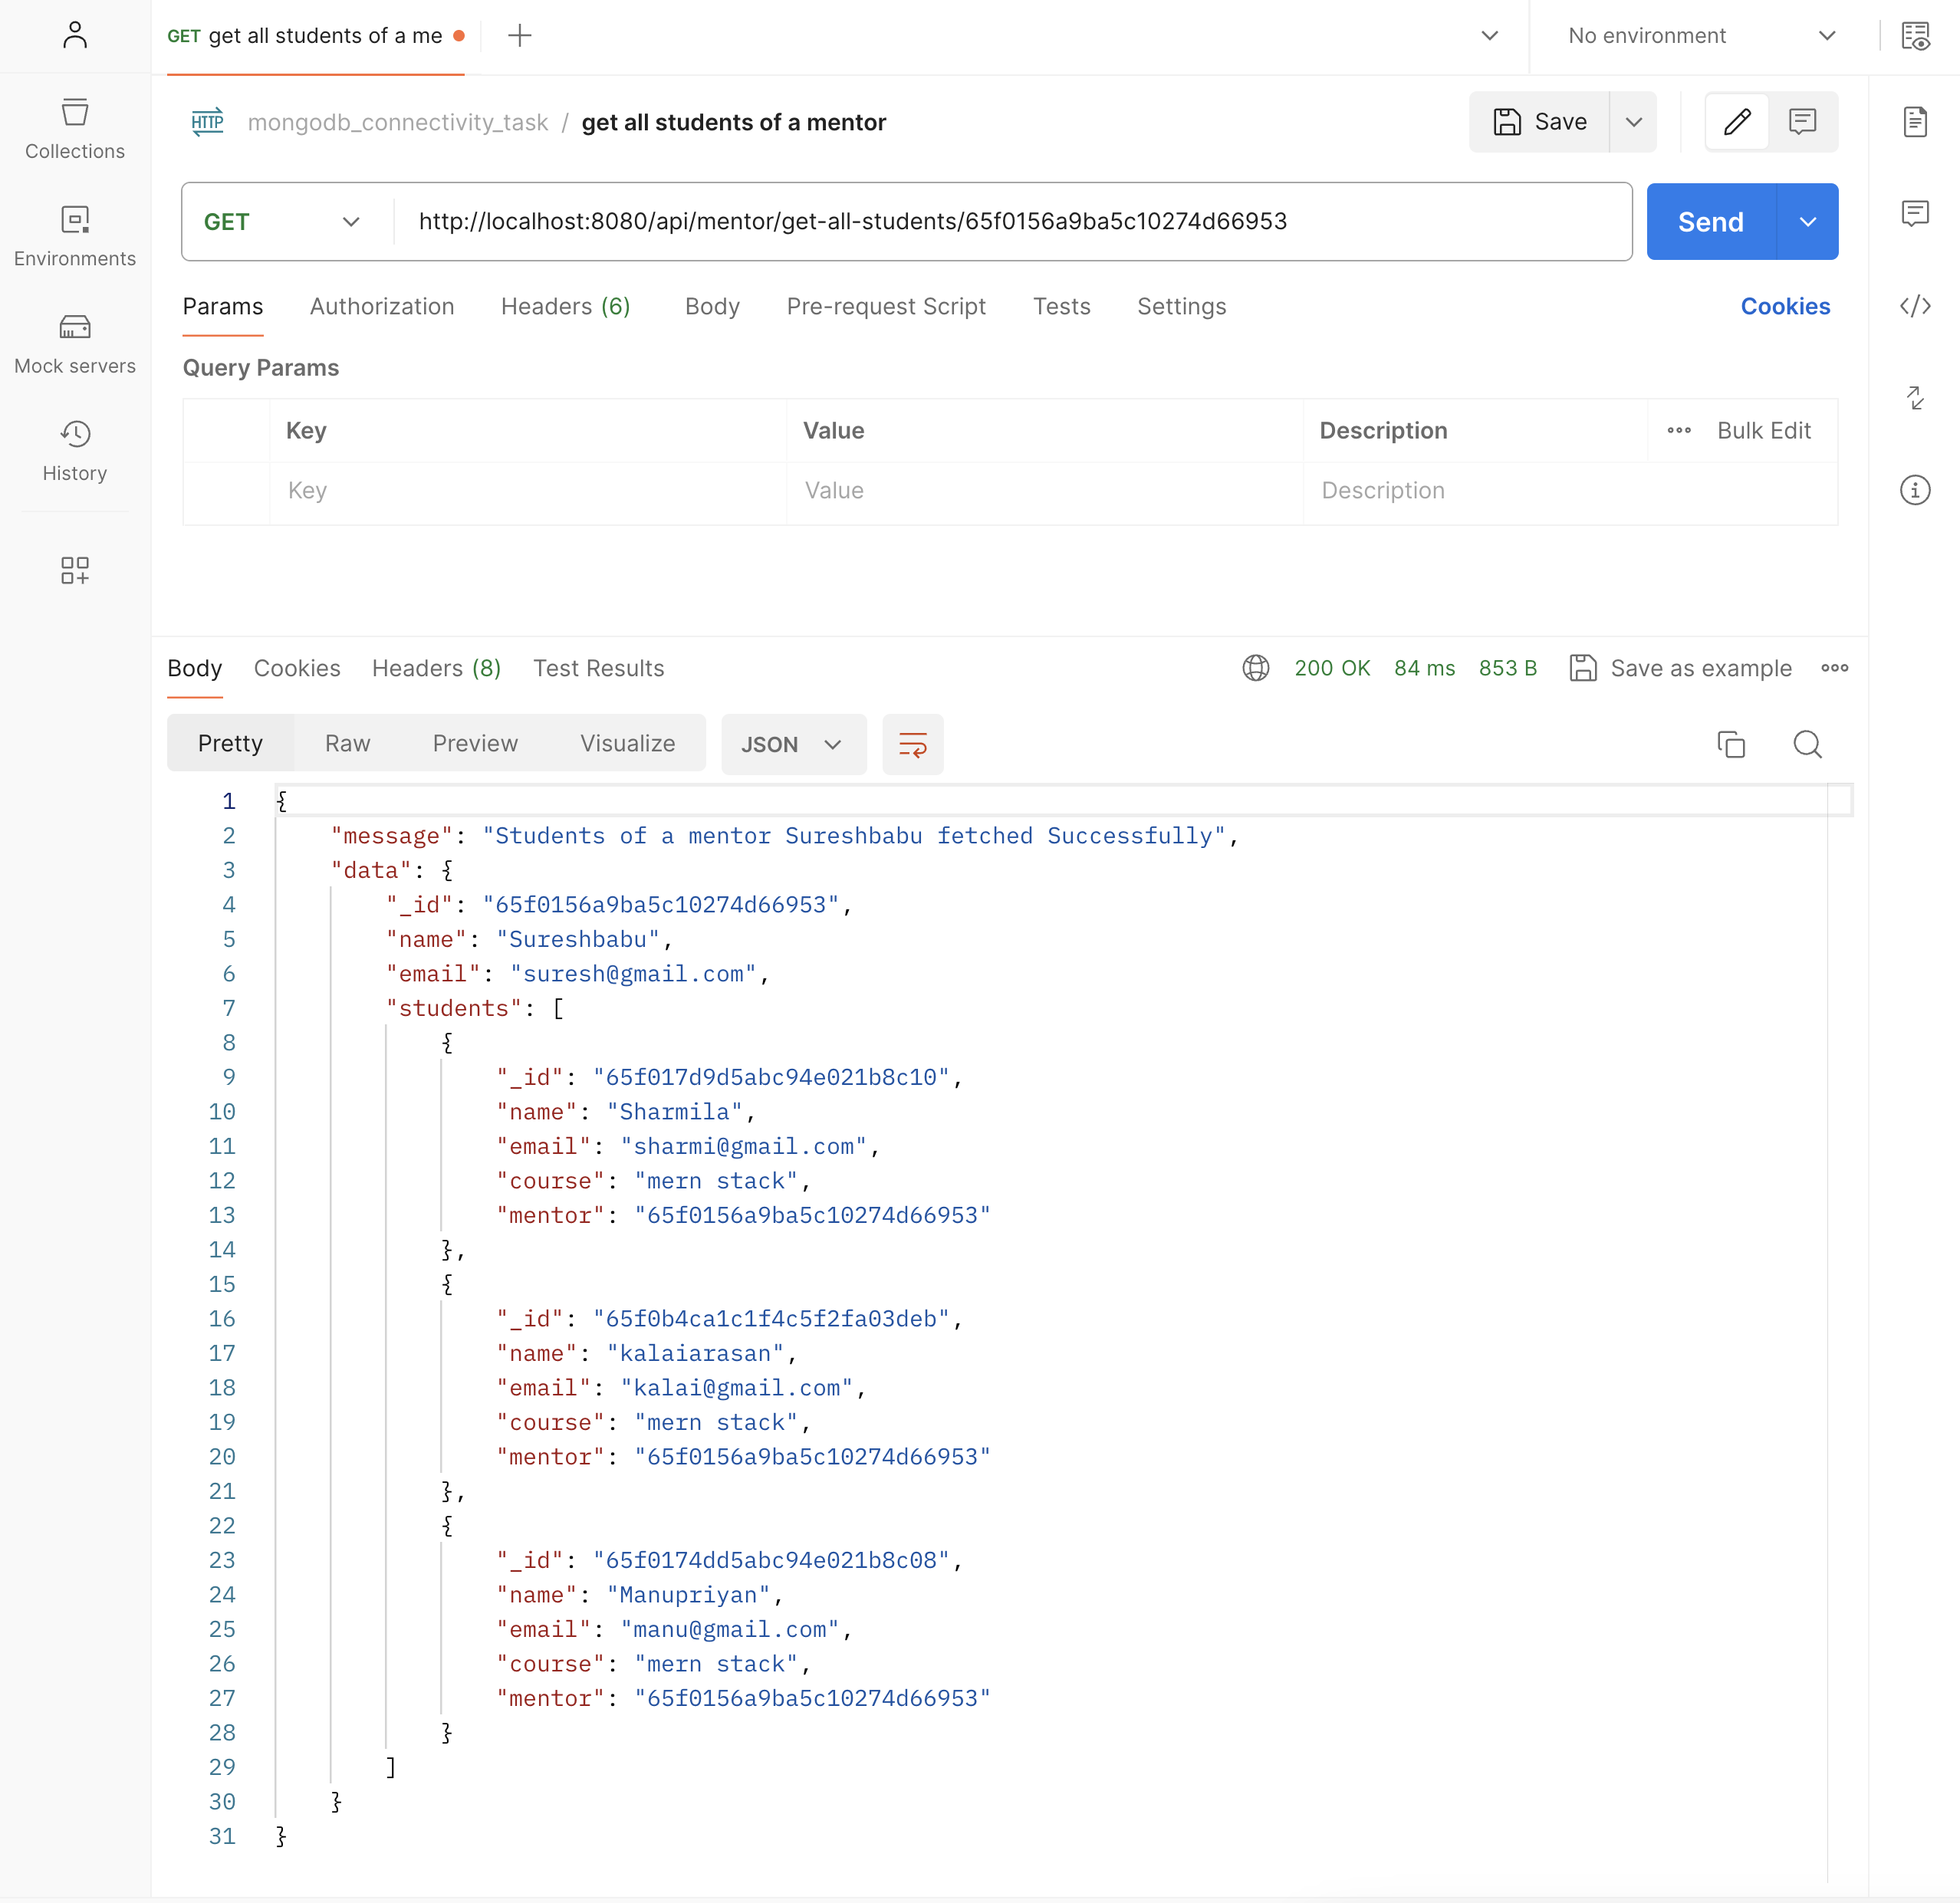 GET get all students of a me
No environment
Collections
Environments
Mock servers
History
HTTP mongodb_connectivity_task / get all students of a mentor
Save
GET http://localhost:8080/api/mentor/get-all-students/65f0156a9ba5c10274d66953
Send
Params Authorization Headers (6) Body Pre-request Script Tests Settings Cookies
Query Params
Key Value Description ••• Bulk Edit
Key Value Description
Body Cookies Headers (8) Test Results 200 OK 84 ms 853 B Save as example
Pretty Raw Preview Visualize JSON
1 {
2 "message": "Students of a mentor Sureshbabu fetched Successfully",
3 "data": {
4 "_id": "65f0156a9ba5c10274d66953",
5 "name": "Sureshbabu",
6 "email": "suresh@gmail.com",
7 "students": [
8 {
9 "_id": "65f017d9d5abc94e021b8c10",
10 "name": "Sharmila",
11 "email": "sharmi@gmail.com",
12 "course": "mern stack",
13 "mentor": "65f0156a9ba5c10274d66953"
14 },
15 {
16 "_id": "65f0b4ca1c1f4c5f2fa03deb",
17 "name": "kalaiarasan",
18 "email": "kalai@gmail.com",
19 "course": "mern stack",
20 "mentor": "65f0156a9ba5c10274d66953"
21 },
22 {
23 "_id": "65f0174dd5abc94e021b8c08",
24 "name": "Manupriyan",
25 "email": "manu@gmail.com",
26 "course": "mern stack",
27 "mentor": "65f0156a9ba5c10274d66953"
28 }
29 ]
30 }
31 }